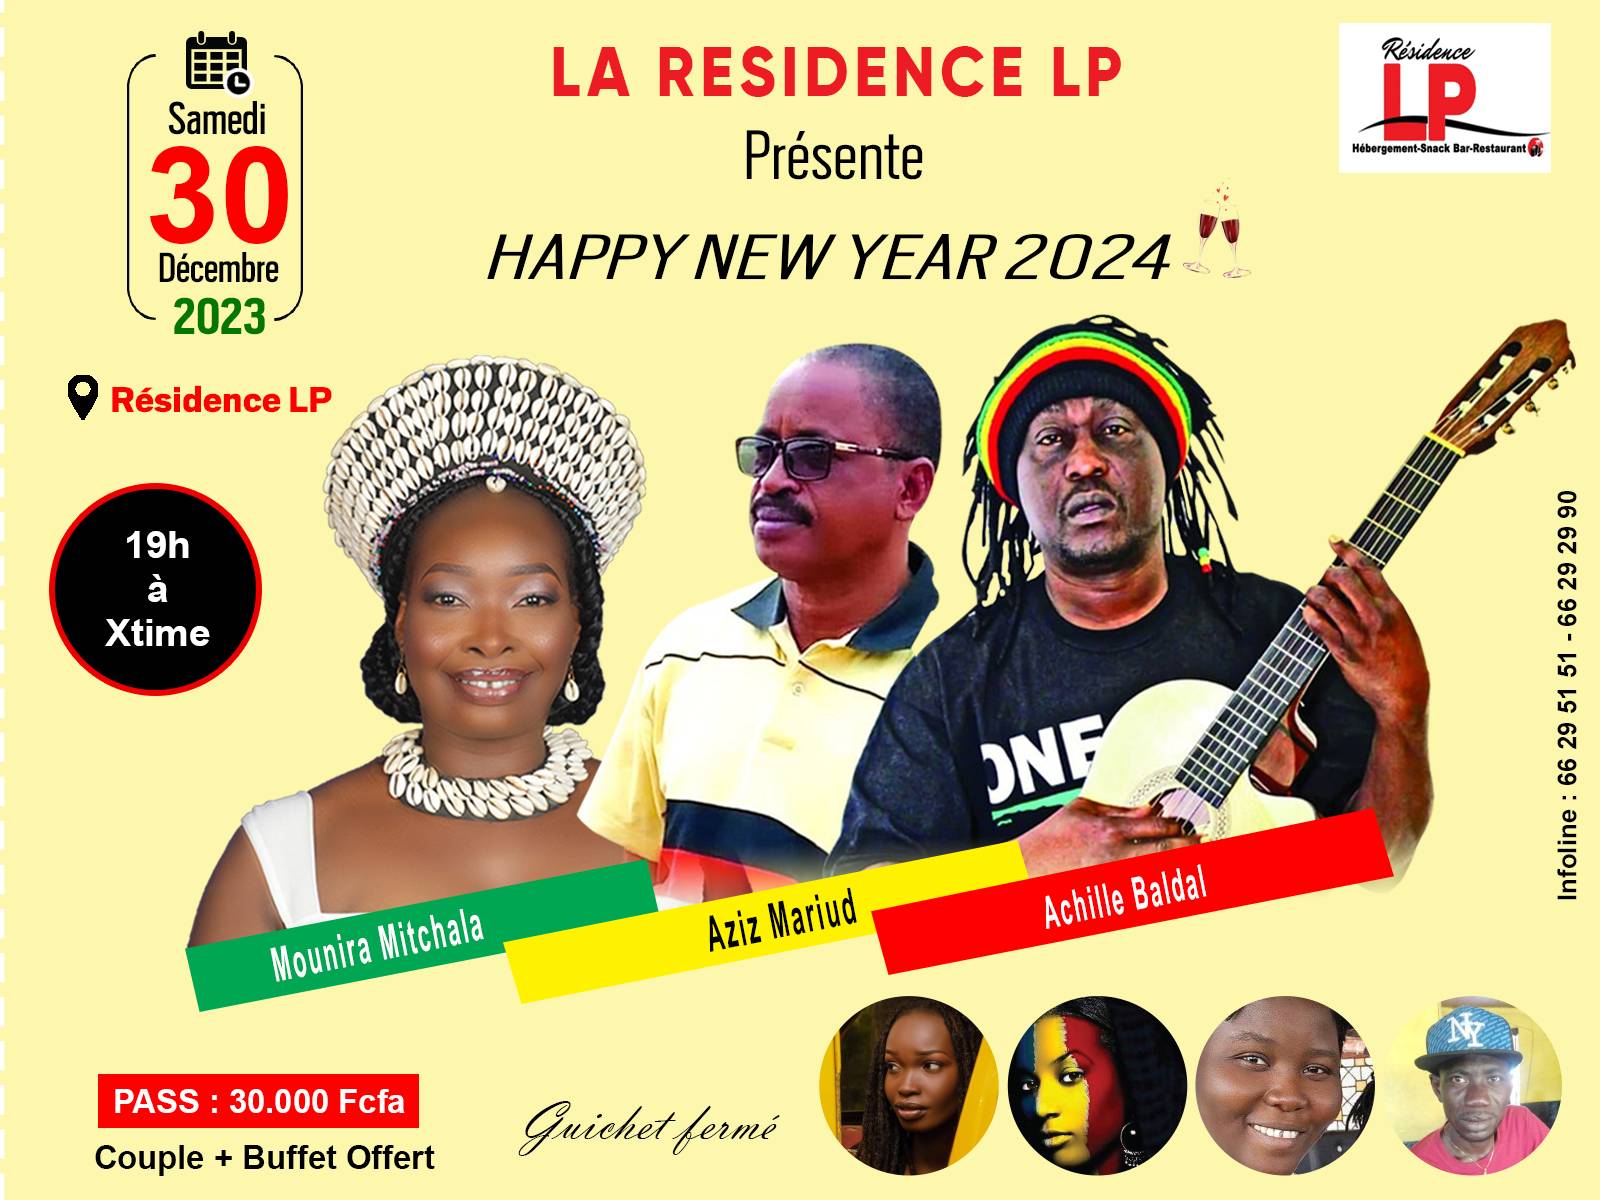 LA RESIDENCE LP
Présente
HAPPY NEW YEAR 2024
Résidence
LP
Hébergement-Snack Bar-Restaurant
Samedi
30
Décembre
2023
Résidence LP
19h
à
Xtime
ONE
Infoline : 66 29 51 51 - 66 29 29 90
Mounira Mitchala
Aziz Mariud
Achille Baldal
NY
PASS : 30.000 Fcfa
Couple + Buffet Offert
Guichet fermé